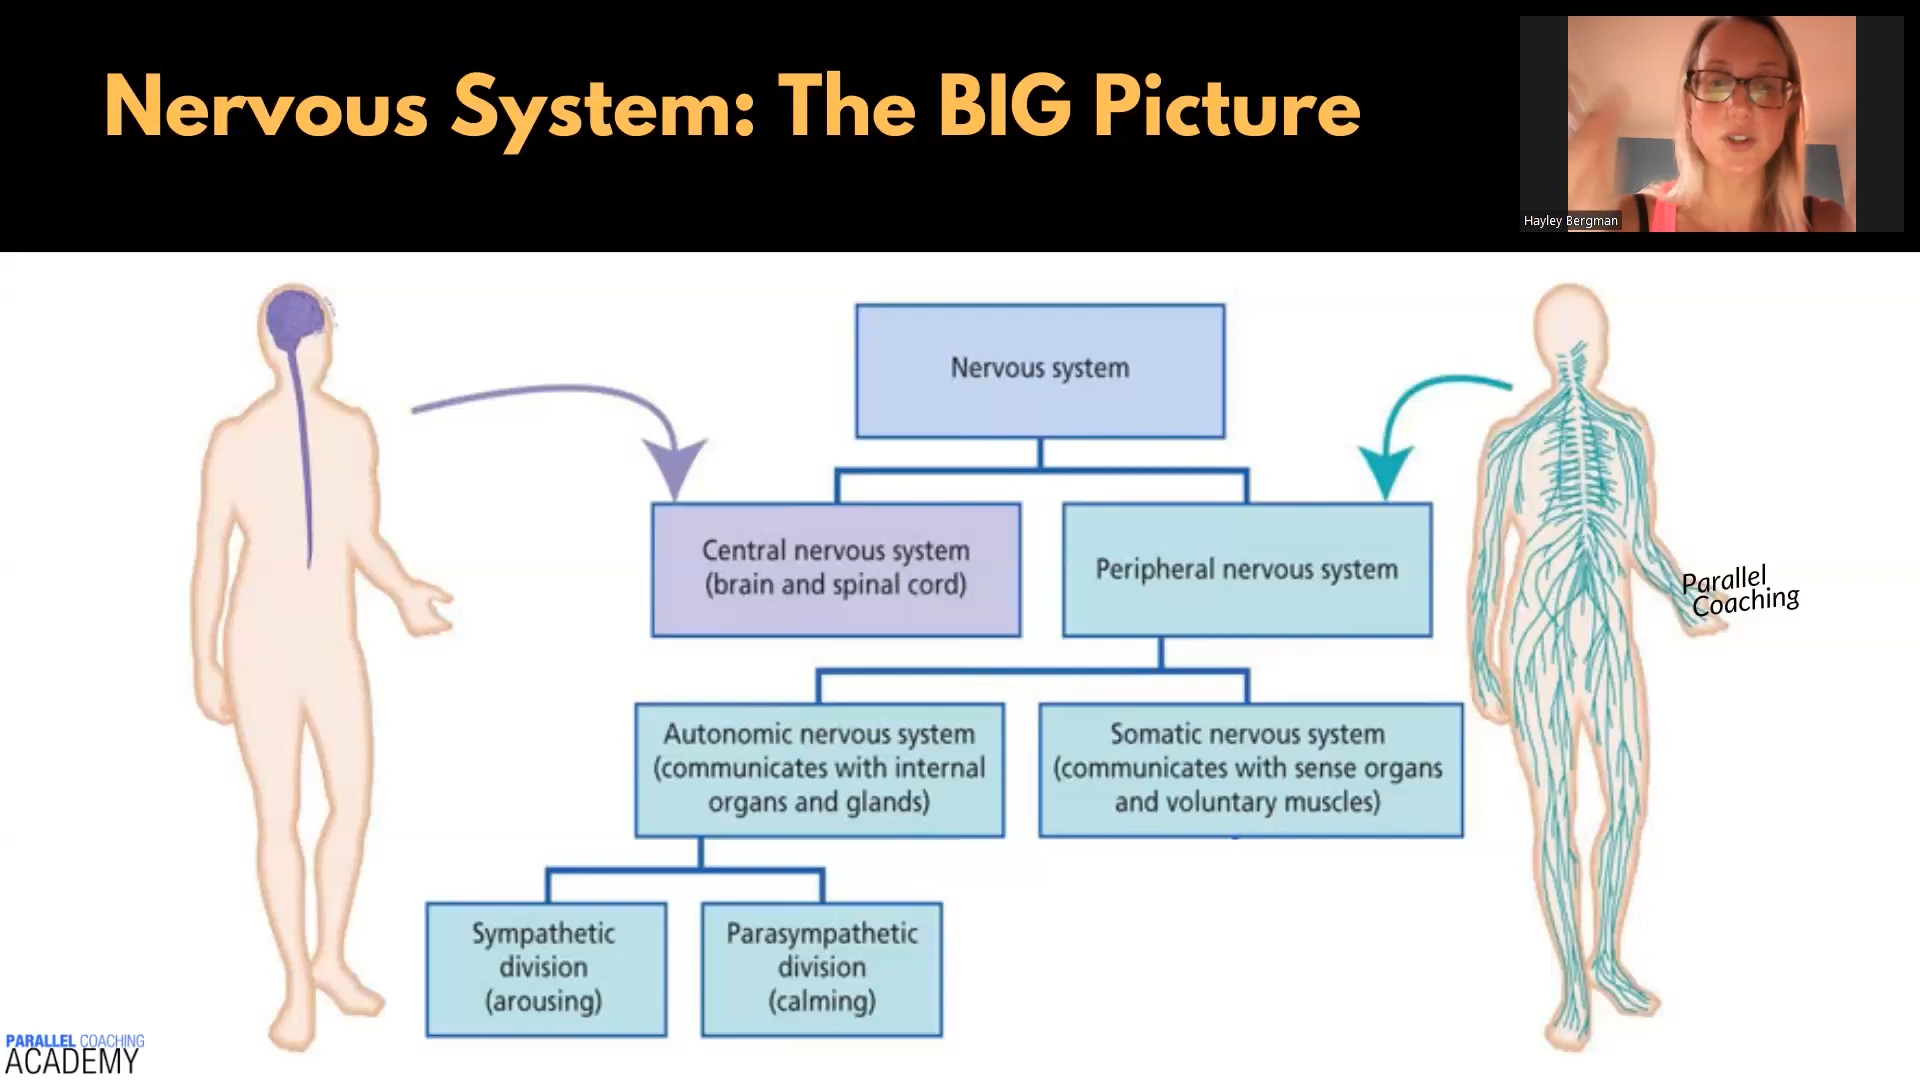 Nervous System: The BIG Picture
Hayley Bergman
Nervous system
Central nervous system
(brain and spinal cord)
Peripheral nervous system
Parallel
Coaching
Autonomic nervous system
(communicates with internal
organs and glands)
Somatic nervous system
(communicates with sense organs
and voluntary muscles)
Sympathetic
division
(arousing)
Parasympathetic
division
(calming)
PARALLEL COACHING
ACADEMY